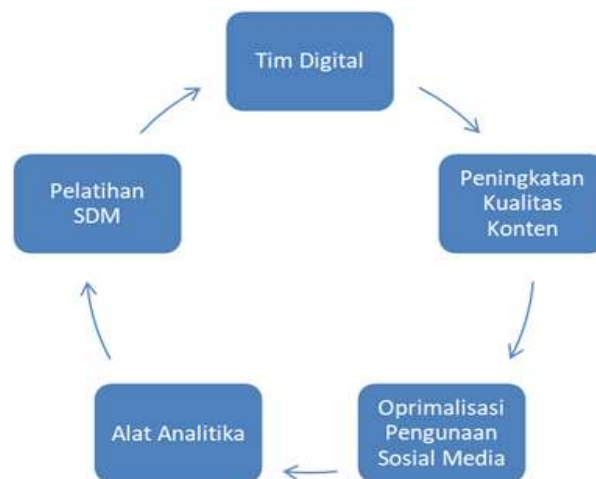 Tim Digital
Peningkatan
Kualitas
Konten
Oprimalisasi
Pengunaan
Sosial Media
Alat Analitika
Pelatihan
SDM